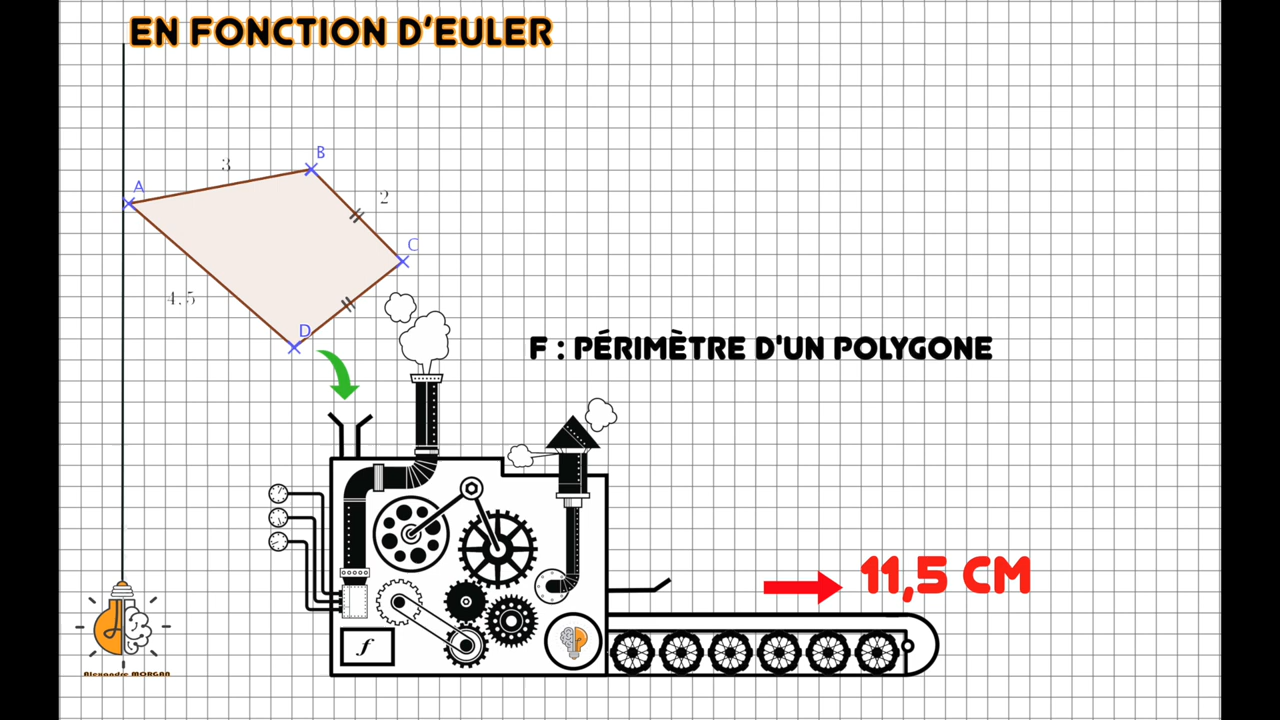 EN FONCTION D'EULER
B
3
A
2
C
4.5
D
F : PÉRIMÈTRE D'UN POLYGONE
11,5 CM
f
Alexandre MORGAN